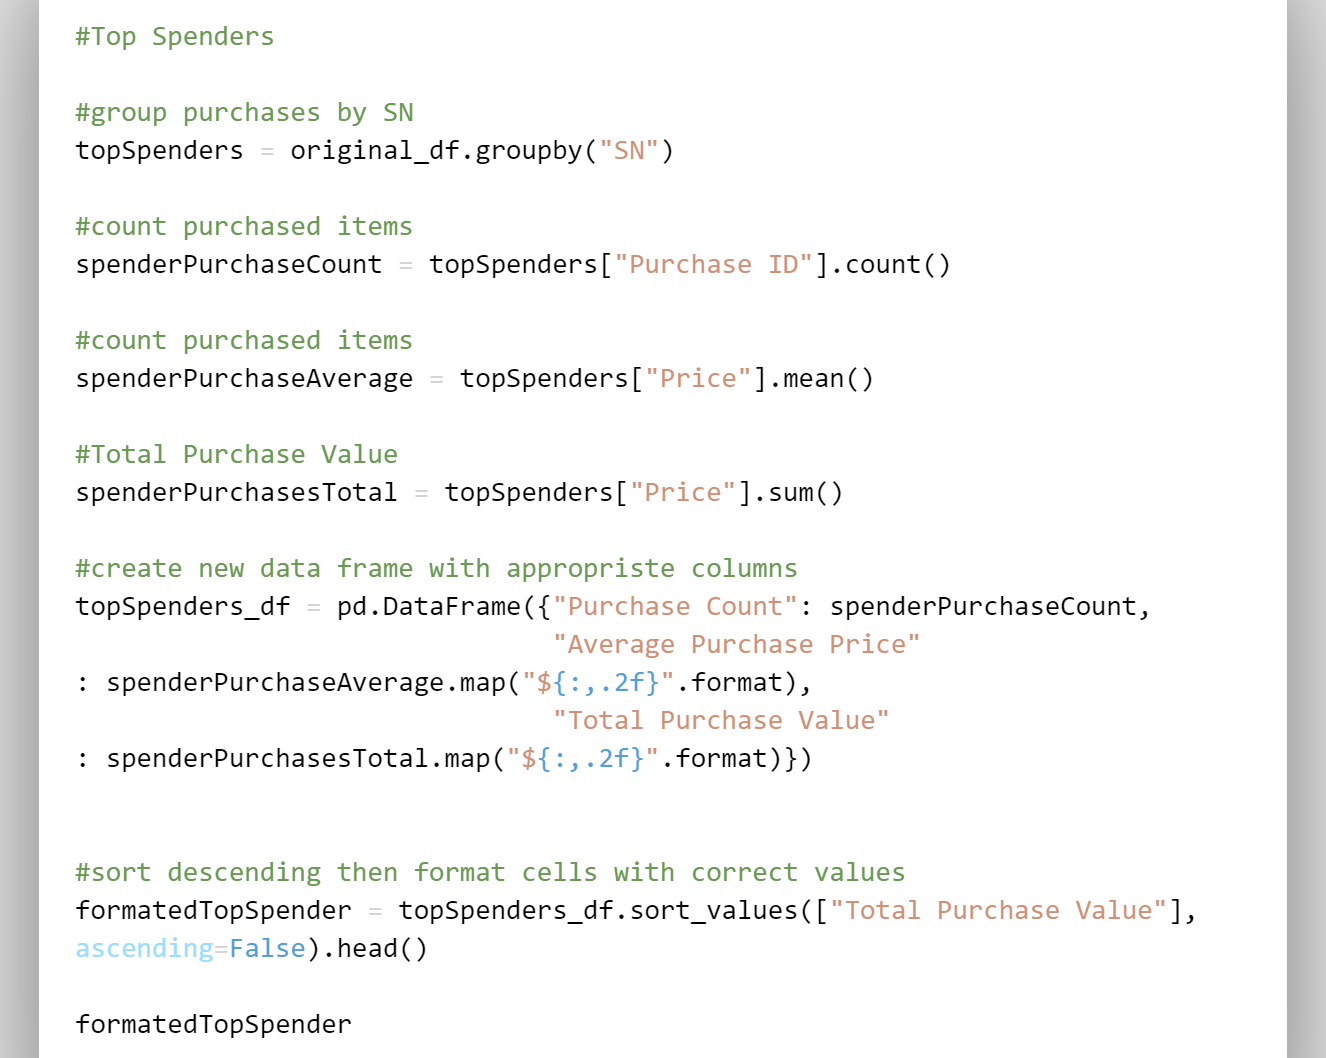 #Top Spenders
#group purchases by SN
topSpenders = original_df.groupby("SN")
#count purchased items
spenderPurchaseCount = topSpenders["Purchase ID"].count()
#count purchased items
spenderPurchaseAverage = topSpenders["Price"].mean()
#Total Purchase Value
spenderPurchasesTotal = topSpenders["Price"].sum()
#create new data frame with appropriste columns
topSpenders_df = pd.DataFrame({"Purchase Count": spenderPurchaseCount,
"Average Purchase Price"
: spenderPurchaseAverage.map("${:,.2f}".format),
"Total Purchase Value"
: spenderPurchasesTotal.map("${:,.2f}".format)})
#sort descending then format cells with correct values
formatedTopSpender = topSpenders_df.sort_values(["Total Purchase Value"],
ascending=False).head()
formatedTopSpender